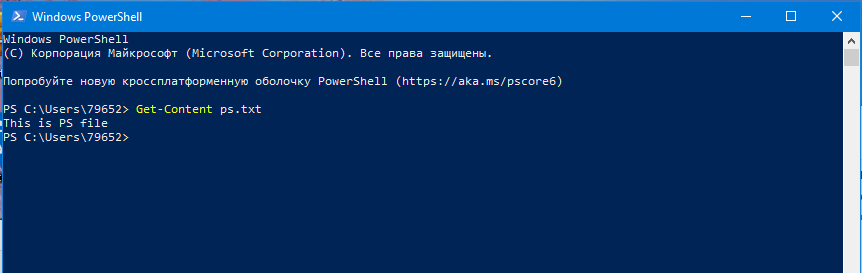 Windows PowerShell
Windows PowerShell
(C) Корпорация Майкрософт (Microsoft Corporation). Все права защищены.
Попробуйте новую кроссплатформенную оболочку PowerShell (https://aka.ms/pscore6)
PS C:\Users\79652> Get-Content ps.txt
This is PS file
PS C:\Users\79652>